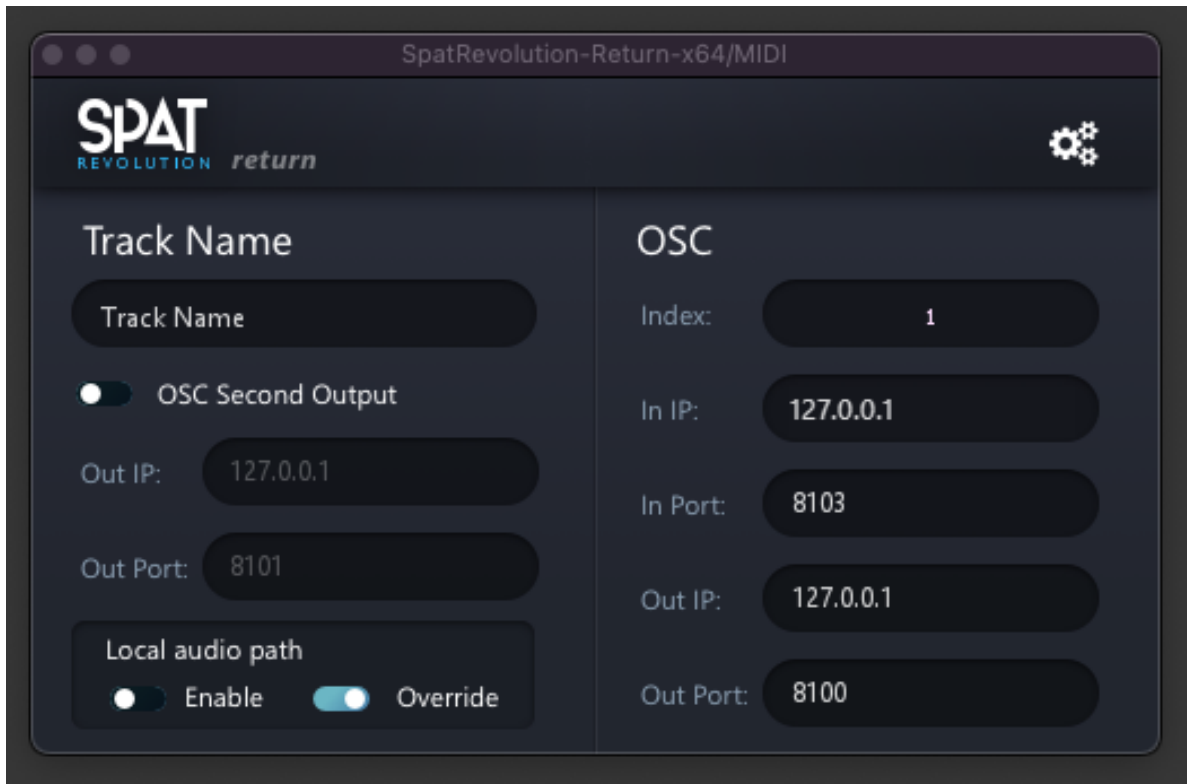 SpatRevolution-Return-x64/MIDI
SPAT
REVOLUTION return
Track Name
Track Name
OSC Second Output
Out IP: 127.0.0.1
Out Port: 8101
Local audio path
Enable Override
OSC
Index: 1
In IP: 127.0.0.1
In Port: 8103
Out IP: 127.0.0.1
Out Port: 8100